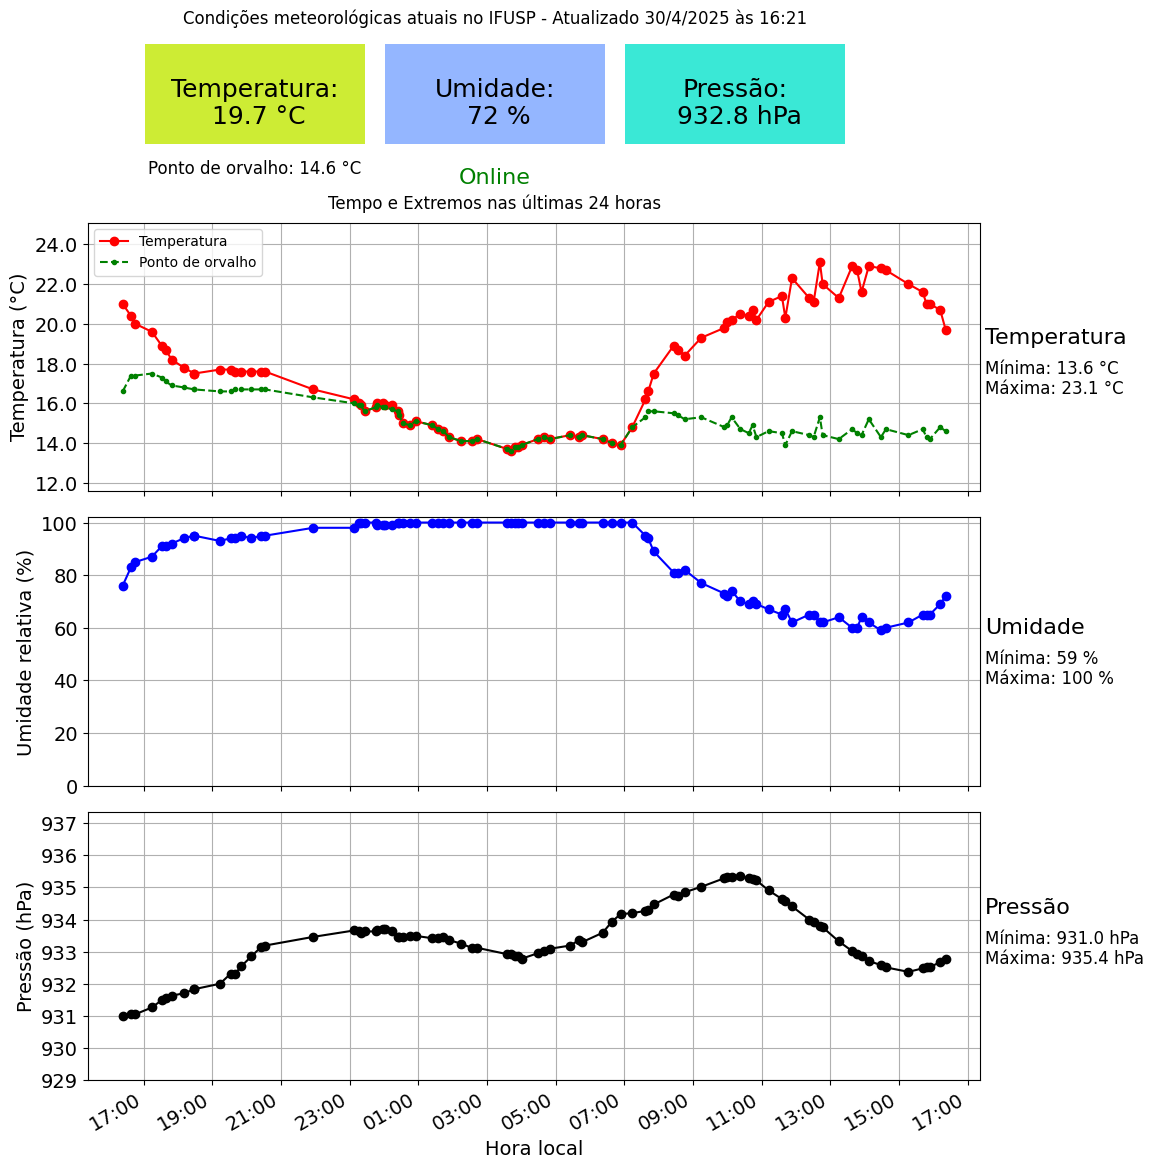 Condições meteorológicas atuais no IFUSP - Atualizado 30/4/2025 às 16:21
Temperatura:
19.7 °C
Umidade:
72 %
Pressão:
932.8 hPa
Ponto de orvalho: 14.6 °C
Online
Tempo e Extremos nas últimas 24 horas
Temperatura
Ponto de orvalho
Temperatura (°C)
24.0
22.0
20.0
18.0
16.0
14.0
12.0
Temperatura
Mínima: 13.6 °C
Máxima: 23.1 °C
Umidade relativa (%)
100
80
60
40
20
0
Umidade
Mínima: 59 %
Máxima: 100 %
Pressão (hPa)
937
936
935
934
933
932
931
930
929
Pressão
Mínima: 931.0 hPa
Máxima: 935.4 hPa
17:00
19:00
21:00
23:00
01:00
03:00
05:00
07:00
09:00
11:00
13:00
15:00
17:00
Hora local